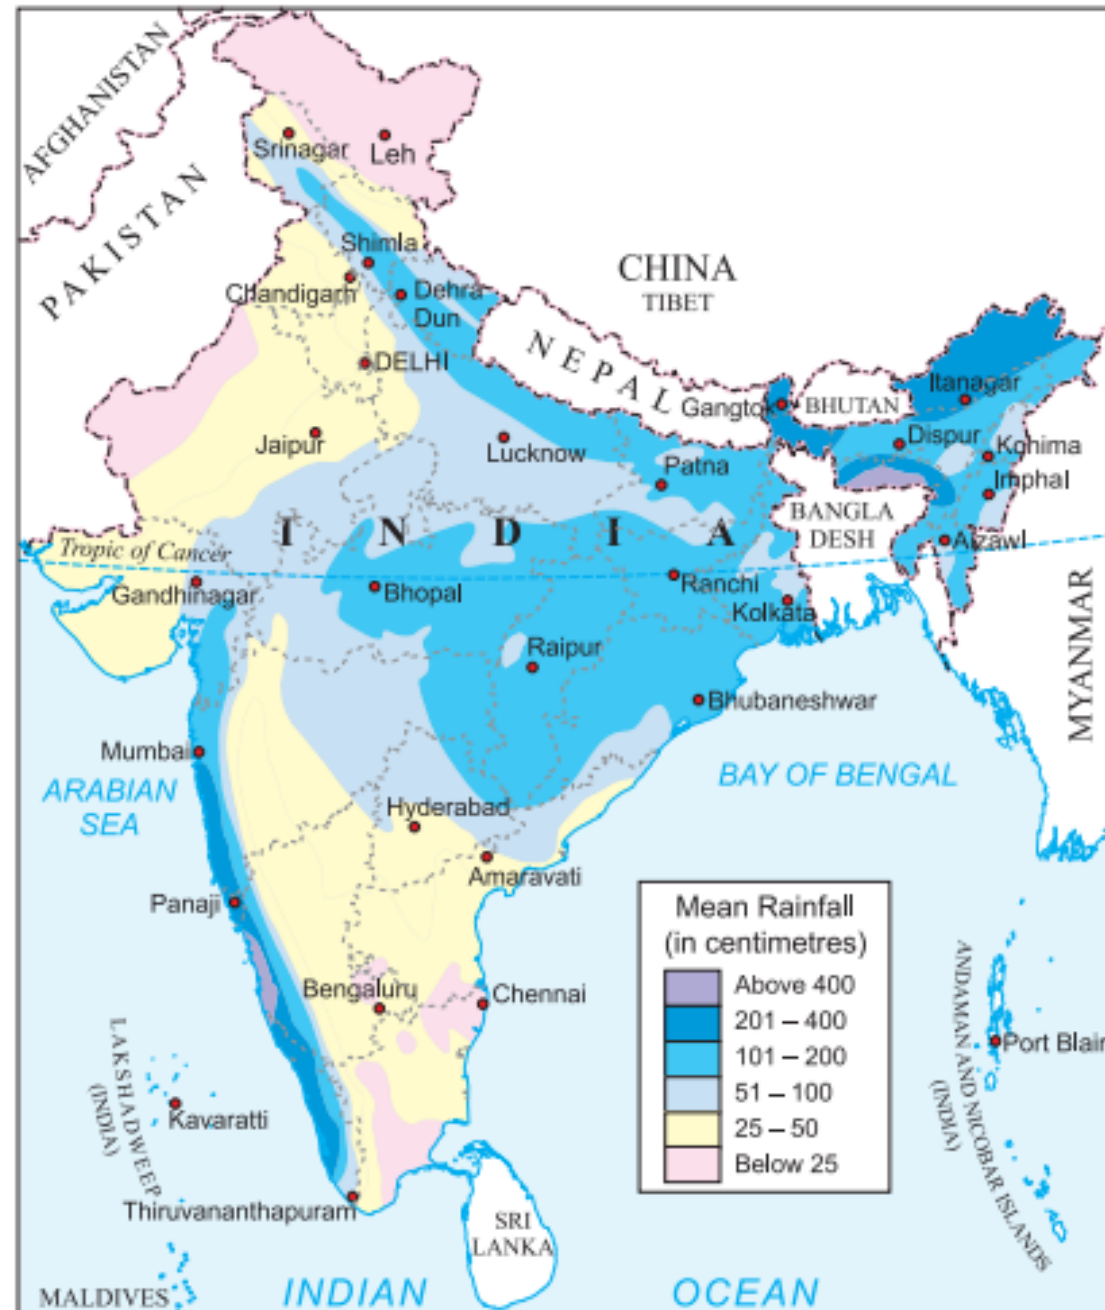 AFGHANISTAN
PAKISTAN
Srinagar
Leh
Shimla
Chandigarh
Dehra
Dun
DELHI
CHINA
TIBET
NEPAL
Gangtok
BHUTAN
Itanagar
Dispur
Kohima
Imphal
Jaipur
Lucknow
Patna
BANGLA
DESH
Aizawl
INDIA
Tropic of Cancer
Gandhinagar
Bhopal
Ranchi
Kolkata
MYANMAR
Raipur
Bhubaneshwar
Mumbai
ARABIAN
SEA
BAY OF BENGAL
Hyderabad
Amaravati
Panaji
Bengaluru
Chennai
Mean Rainfall
(in centimetres)
Above 400
201 – 400
101 – 200
51 – 100
25 – 50
Below 25
LAKSHADWEEP
(INDIA)
Kavaratti
ANDAMAN AND NICOBAR ISLANDS
(INDIA)
Port Blair
Thiruvananthapuram
SRI
LANKA
MALDIVES
INDIAN OCEAN